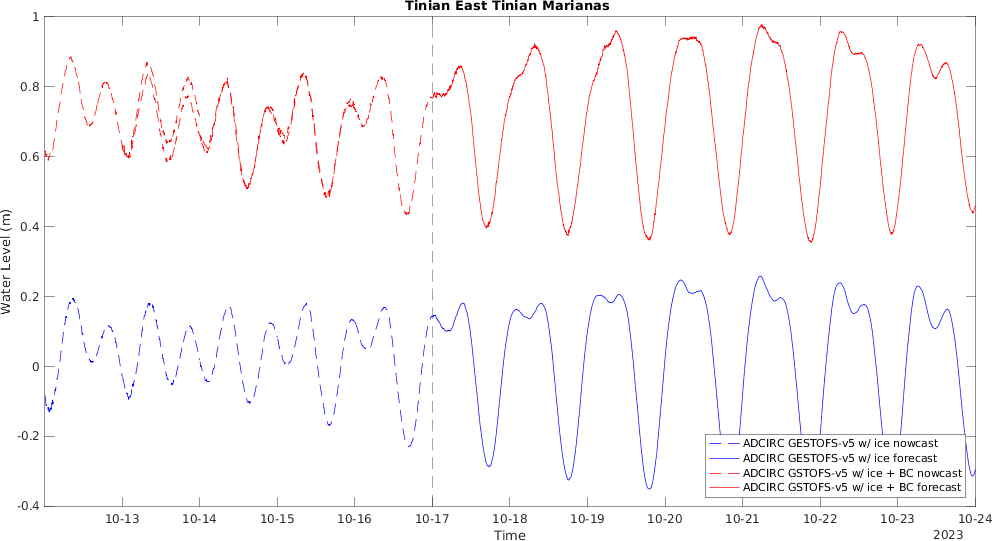 Tinian East Tinian Marianas
Water Level (m)
1
0.8
0.6
0.4
0.2
0
-0.2
-0.4
10-13 10-14 10-15 10-16 10-17 10-18 10-19 10-20 10-21 10-22 10-23 10-24
Time
2023
ADCIRC GESTOFS-v5 w/ ice nowcast
ADCIRC GESTOFS-v5 w/ ice forecast
ADCIRC GSTOFS-v5 w/ ice + BC nowcast
ADCIRC GSTOFS-v5 w/ ice + BC forecast